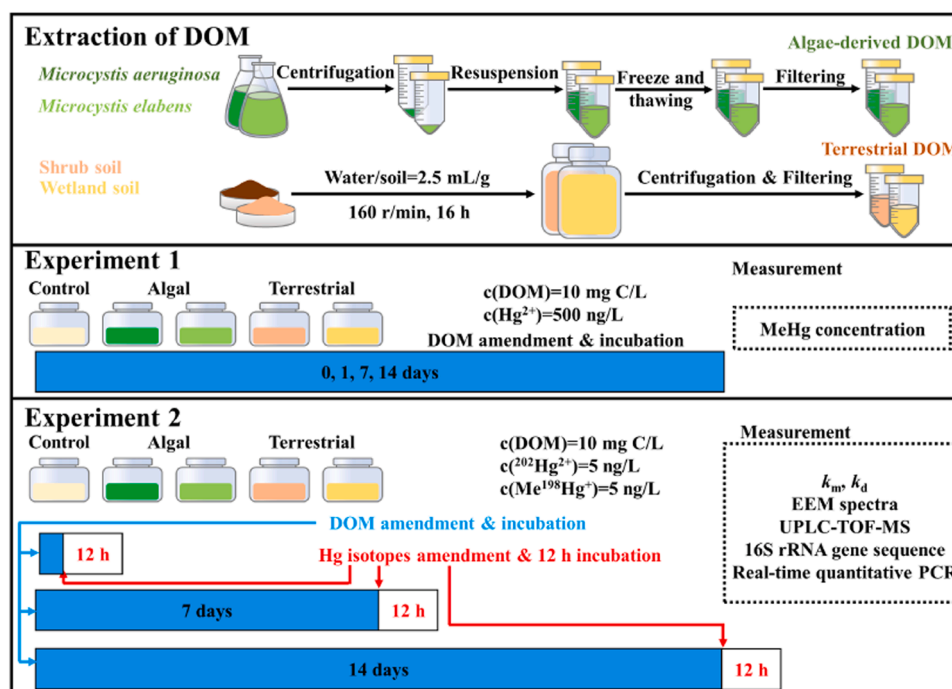 Extraction of DOM
Algae-derived DOM
Microcystis aeruginosa
Centrifugation
Resuspension
Freeze and
thawing
Filtering
Microcystis elabens
Terrestrial DOM
Shrub soil
Wetland soil
Water/soil=2.5 mL/g
160 r/min, 16 h
Centrifugation & Filtering
Experiment 1
Measurement
Control
Algal
Terrestrial
c(DOM)=10 mg C/L
c(Hg²⁺)=500 ng/L
DOM amendment & incubation
MeHg concentration
0, 1, 7, 14 days
Experiment 2
Measurement
Control
Algal
Terrestrial
c(DOM)=10 mg C/L
c(²⁰²Hg²⁺)=5 ng/L
c(Me¹⁹⁸Hg⁺)=5 ng/L
kₘ, k_d
EEM spectra
UPLC-TOF-MS
16S rRNA gene sequence
Real-time quantitative PCR
DOM amendment & incubation
12 h
Hg isotopes amendment & 12 h incubation
7 days
12 h
14 days
12 h